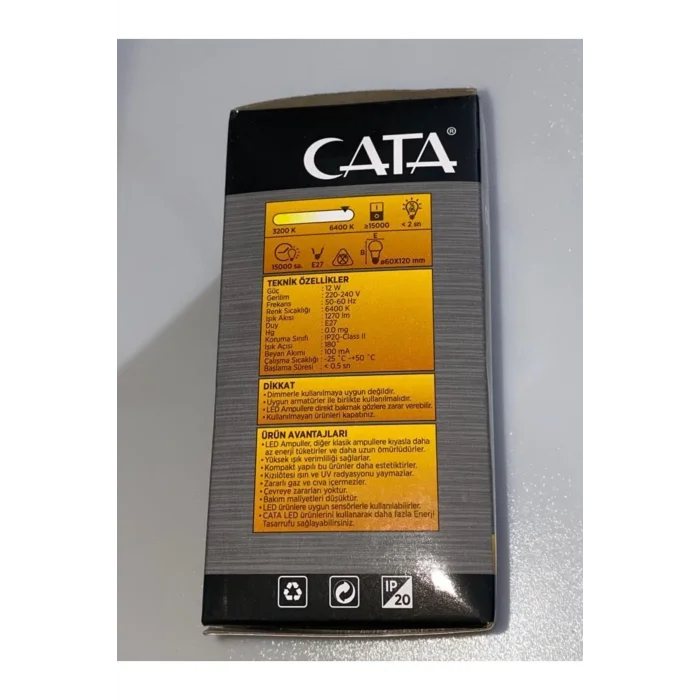 CATA®
3200 K 6400 K ≥15000 < 2 sn
E
B
15000 sa. E27 ø60X120 mm
TEKNİK ÖZELLİKLER
Güç : 12 W
Gerilim : 220-240 V
Frekans : 50-60 Hz
Renk Sıcaklığı : 6400 K
Işık Akısı : 1270 lm
Duy : E27
Hg : 0.0 mg
Koruma Sınıfı : IP20-Class II
Işık Açısı : 180°
Beyan Akımı : 100 mA
Çalışma Sıcaklığı : -25 °C -+50 °C
Başlama Süresi : < 0,5 sn
DİKKAT
• Dimmerle kullanılmaya uygun değildir.
• Uygun armatürler ile birlikte kullanılmalıdır.
• LED Ampullere direkt bakmak gözlere zarar verebilir.
• Kullanılmayan ürünleri kapatınız.
ÜRÜN AVANTAJLARI
• LED Ampuller, diğer klasik ampullere kıyasla daha
az enerji tüketirler ve daha uzun ömürlüdürler.
• Yüksek ışık verimliliği sağlarlar.
• Kompakt yapılı bu ürünler daha estetiktirler.
• Kızılötesi ışın ve UV radyasyonu yaymazlar.
• Zararlı gaz ve cıva içermezler.
• Çevreye zararları yoktur.
• Bakım maliyetleri düşüktür.
• LED ürünlere uygun sensörlerle kullanılabilirler.
• CATA LED ürünlerini kullanarak daha fazla Enerji
Tasarrufu sağlayabilirsiniz.
IP
20